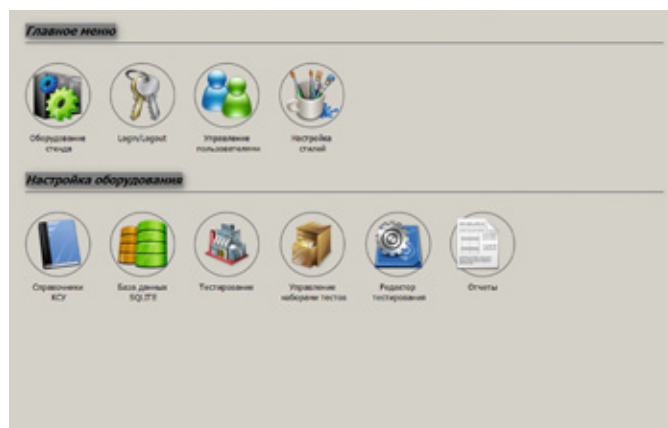 Главное меню
Оборудование
стенда
Login/Logout
Управление
пользователями
Настройка
стилей
Настройка оборудования
Справочники
КСУ
База данных
SQLITE
Тестирование
Управление
наборами тестов
Редактор
тестирования
Отчеты